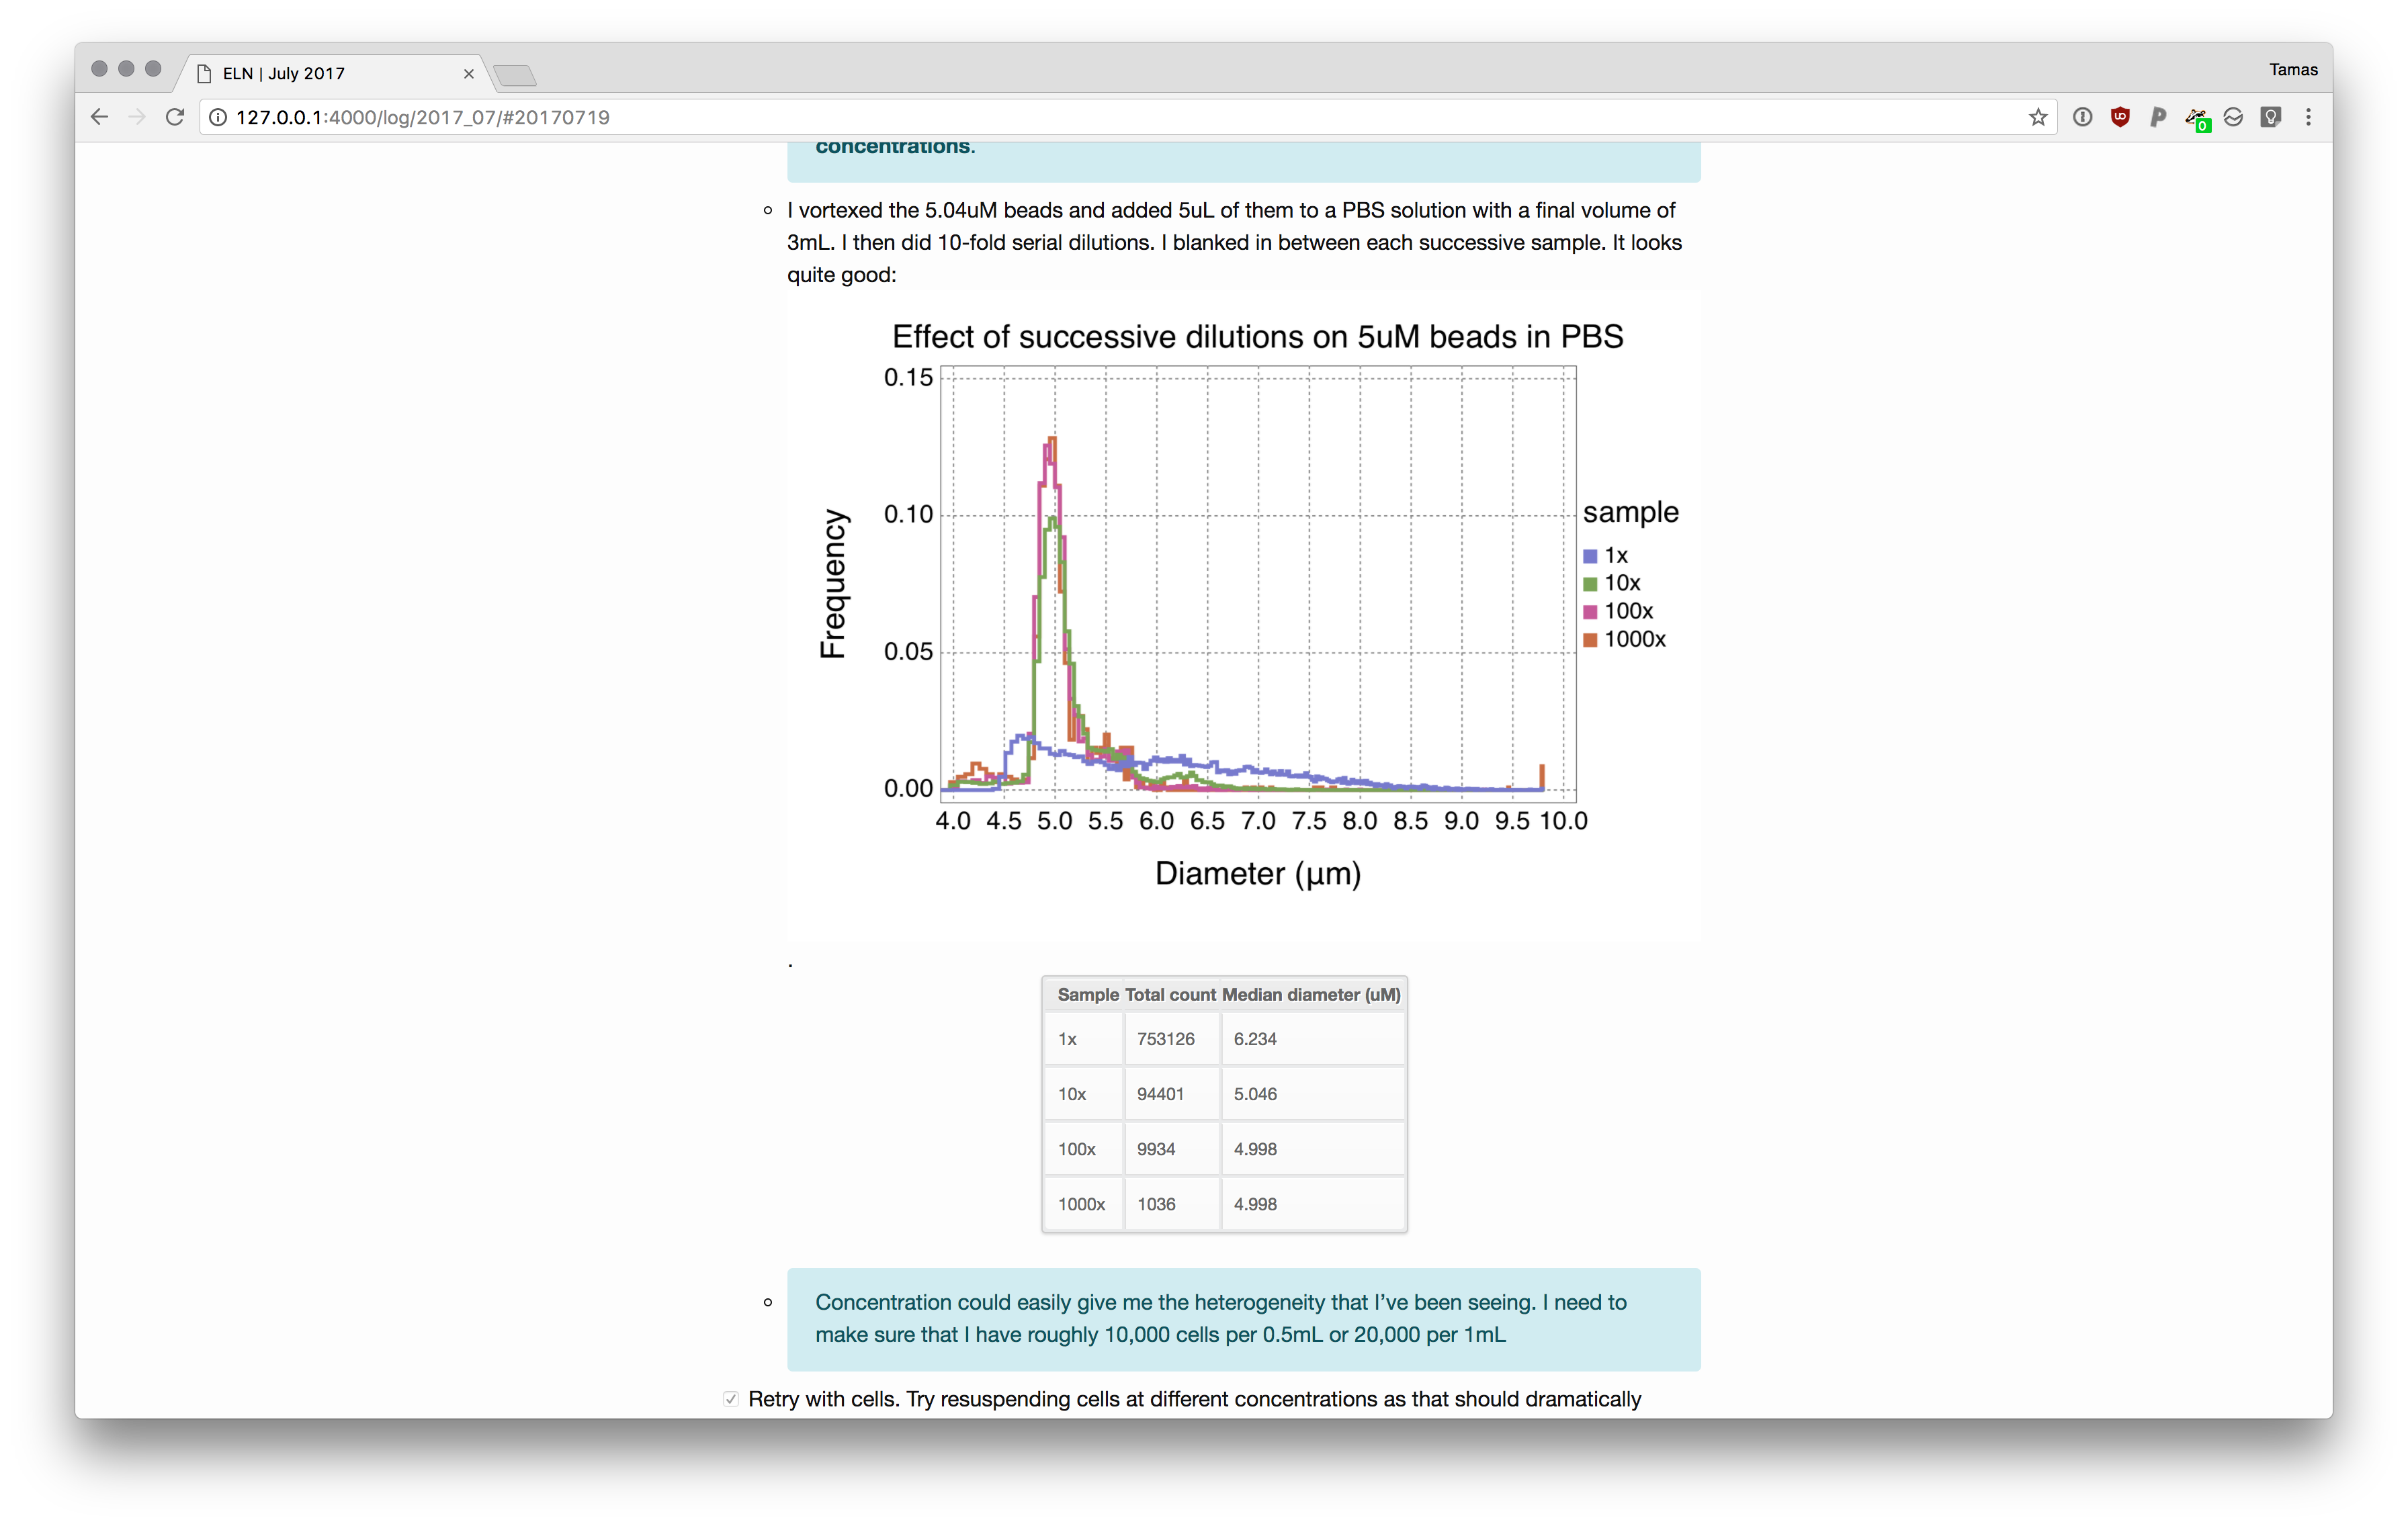 ELN | July 2017
Tamas
127.0.0.1:4000/log/2017_07/#20170719
0
concentrations.
I vortexed the 5.04uM beads and added 5uL of them to a PBS solution with a final volume of
3mL. I then did 10-fold serial dilutions. I blanked in between each successive sample. It looks
quite good:
Effect of successive dilutions on 5uM beads in PBS
0.15
0.10
0.05
0.00
Frequency
4.0 4.5 5.0 5.5 6.0 6.5 7.0 7.5 8.0 8.5 9.0 9.5 10.0
Diameter (µm)
sample
1x
10x
100x
1000x
.
Sample Total count Median diameter (uM)
1x 753126 6.234
10x 94401 5.046
100x 9934 4.998
1000x 1036 4.998
Concentration could easily give me the heterogeneity that I’ve been seeing. I need to
make sure that I have roughly 10,000 cells per 0.5mL or 20,000 per 1mL
Retry with cells. Try resuspending cells at different concentrations as that should dramatically